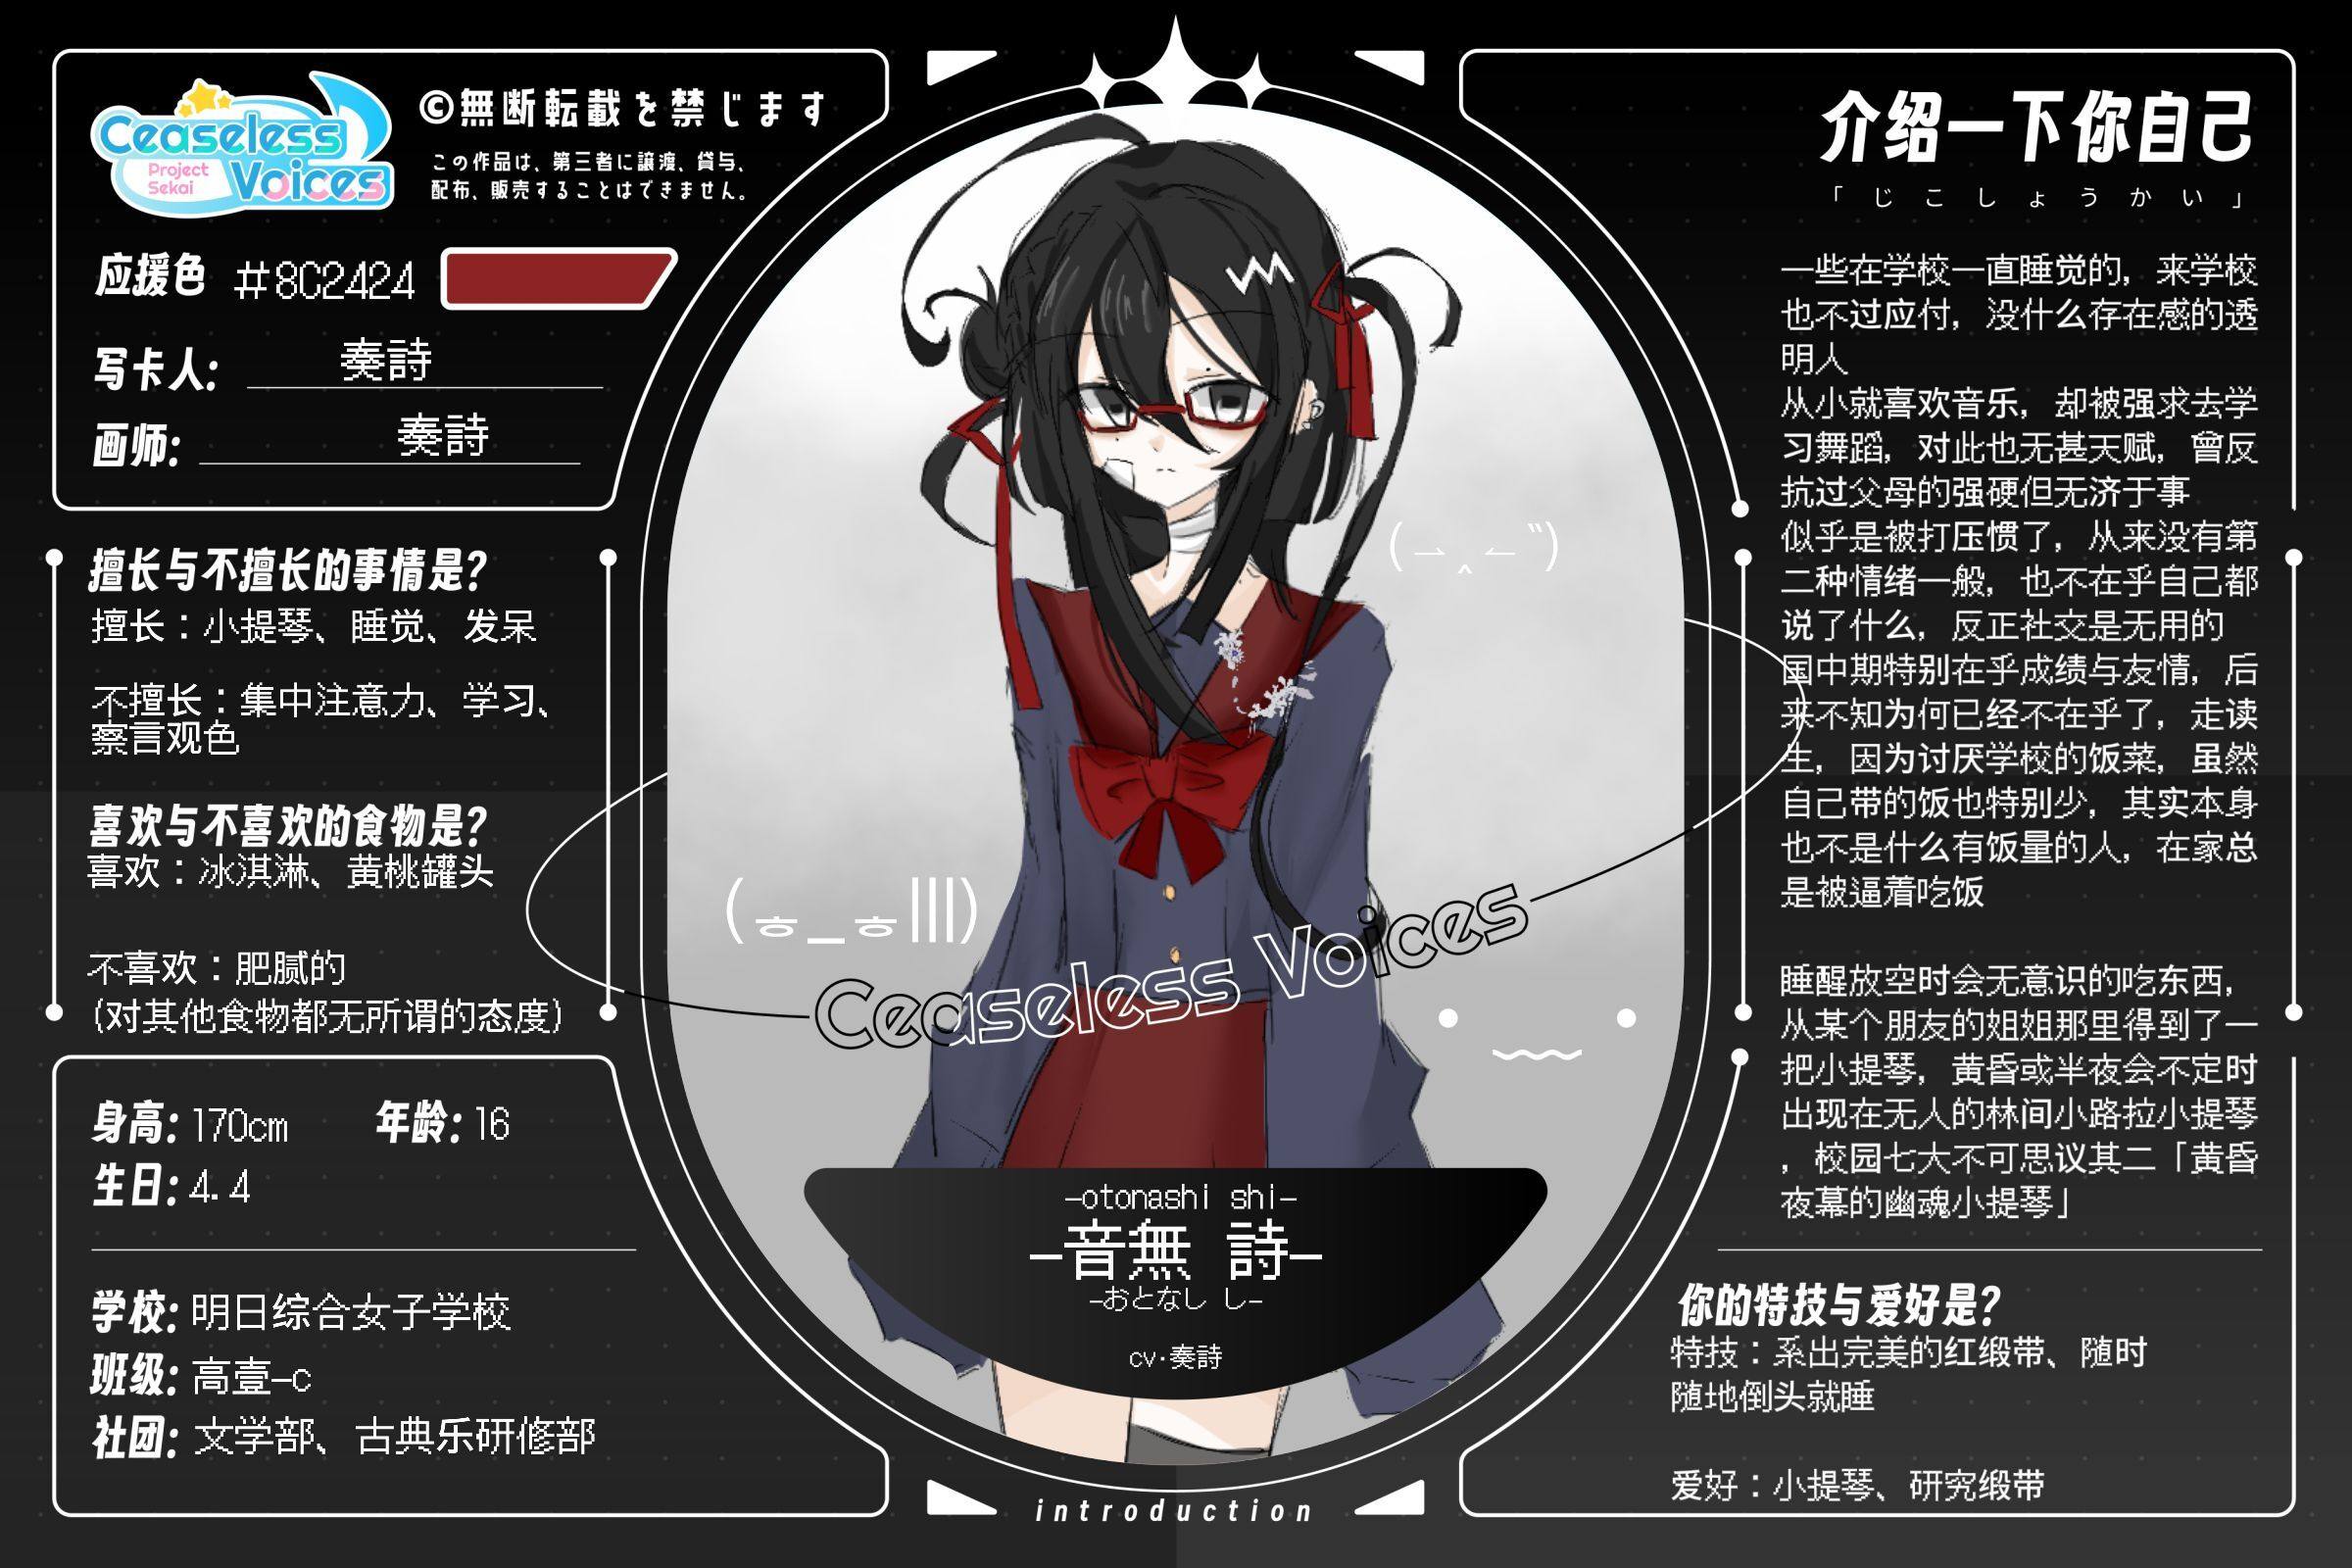 Ceaseless
Voices
Project
Sekai
©無断転載を禁じます
この作品は、第三者に譲渡、貸与、
配布、販売することはできません。
应援色 #8C2424
写卡人: 奏詩
画师: 奏詩
擅长与不擅长的事情是?
擅长：小提琴、睡觉、发呆
不擅长：集中注意力、学习、
察言观色
喜欢与不喜欢的食物是?
喜欢：冰淇淋、黄桃罐头
不喜欢：肥腻的
(对其他食物都无所谓的态度)
身高: 170cm 年龄: 16
生日: 4.4
学校: 明日综合女子学校
班级: 高壹-c
社团: 文学部、古典乐研修部
Ceaseless Voices
-otonashi shi-
-音無 詩-
-おとなし し-
cv·奏詩
introduction
介绍一下你自己
「じこしょうかい」
一些在学校一直睡觉的，来学校
也不过应付，没什么存在感的透
明人
从小就喜欢音乐，却被强求去学
习舞蹈，对此也无甚天赋，曾反
抗过父母的强硬但无济于事
似乎是被打压惯了，从来没有第
二种情绪一般，也不在乎自己都
说了什么，反正社交是无用的
国中期特别在乎成绩与友情，后
来不知为何已经不在乎了，走读
生，因为讨厌学校的饭菜，虽然
自己带的饭也特别少，其实本身
也不是什么有饭量的人，在家总
是被逼着吃饭
睡醒放空时会无意识的吃东西，
从某个朋友的姐姐那里得到了一
把小提琴，黄昏或半夜会不定时
出现在无人的林间小路拉小提琴
，校园七大不可思议其二「黄昏
夜幕的幽魂小提琴」
你的特技与爱好是?
特技：系出完美的红缎带、随时
随地倒头就睡
爱好：小提琴、研究缎带